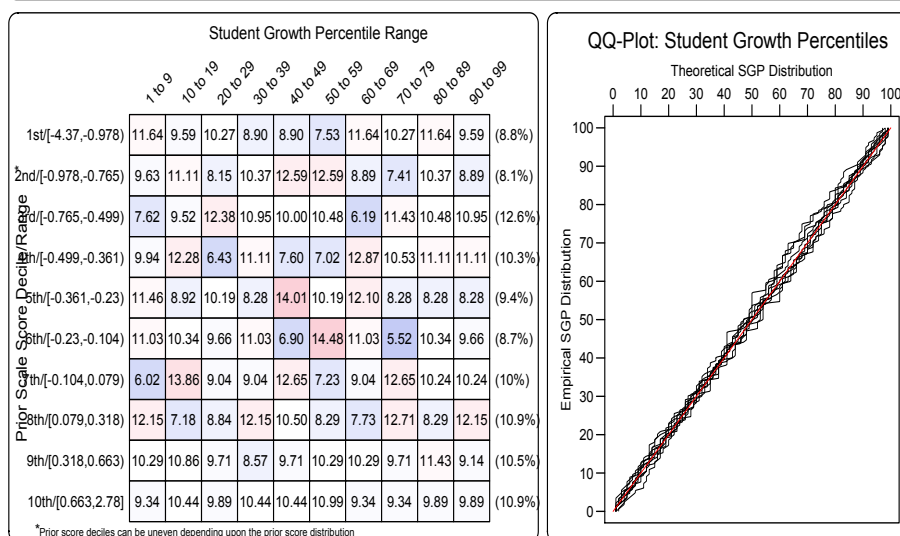 Student Growth Percentile Range
1 to 9 10 to 19 20 to 29 30 to 39 40 to 49 50 to 59 60 to 69 70 to 79 80 to 89 90 to 99
Prior Scale Score Decile/Range
1st/[-4.37,-0.978) 11.64 9.59 10.27 8.90 8.90 7.53 11.64 10.27 11.64 9.59 (8.8%)
*2nd/[-0.978,-0.765) 9.63 11.11 8.15 10.37 12.59 12.59 8.89 7.41 10.37 8.89 (8.1%)
/[-0.765,-0.499) 7.62 9.52 12.38 10.95 10.00 10.48 6.19 11.43 10.48 10.95 (12.6%)
/[-0.499,-0.361) 9.94 12.28 6.43 11.11 7.60 7.02 12.87 10.53 11.11 11.11 (10.3%)
5th/[-0.361,-0.23) 11.46 8.92 10.19 8.28 14.01 10.19 12.10 8.28 8.28 8.28 (9.4%)
6th/[-0.23,-0.104) 11.03 10.34 9.66 11.03 6.90 14.48 11.03 5.52 10.34 9.66 (8.7%)
7th/[-0.104,0.079) 6.02 13.86 9.04 9.04 12.65 7.23 9.04 12.65 10.24 10.24 (10%)
8th/[0.079,0.318) 12.15 7.18 8.84 12.15 10.50 8.29 7.73 12.71 8.29 12.15 (10.9%)
9th/[0.318,0.663) 10.29 10.86 9.71 8.57 9.71 10.29 10.29 9.71 11.43 9.14 (10.5%)
10th/[0.663,2.78] 9.34 10.44 9.89 10.44 10.44 10.99 9.34 9.34 9.89 9.89 (10.9%)
*Prior score deciles can be uneven depending upon the prior score distribution
QQ-Plot: Student Growth Percentiles
Theoretical SGP Distribution
0 10 20 30 40 50 60 70 80 90 100
Empirical SGP Distribution
100
90
80
70
60
50
40
30
20
10
0